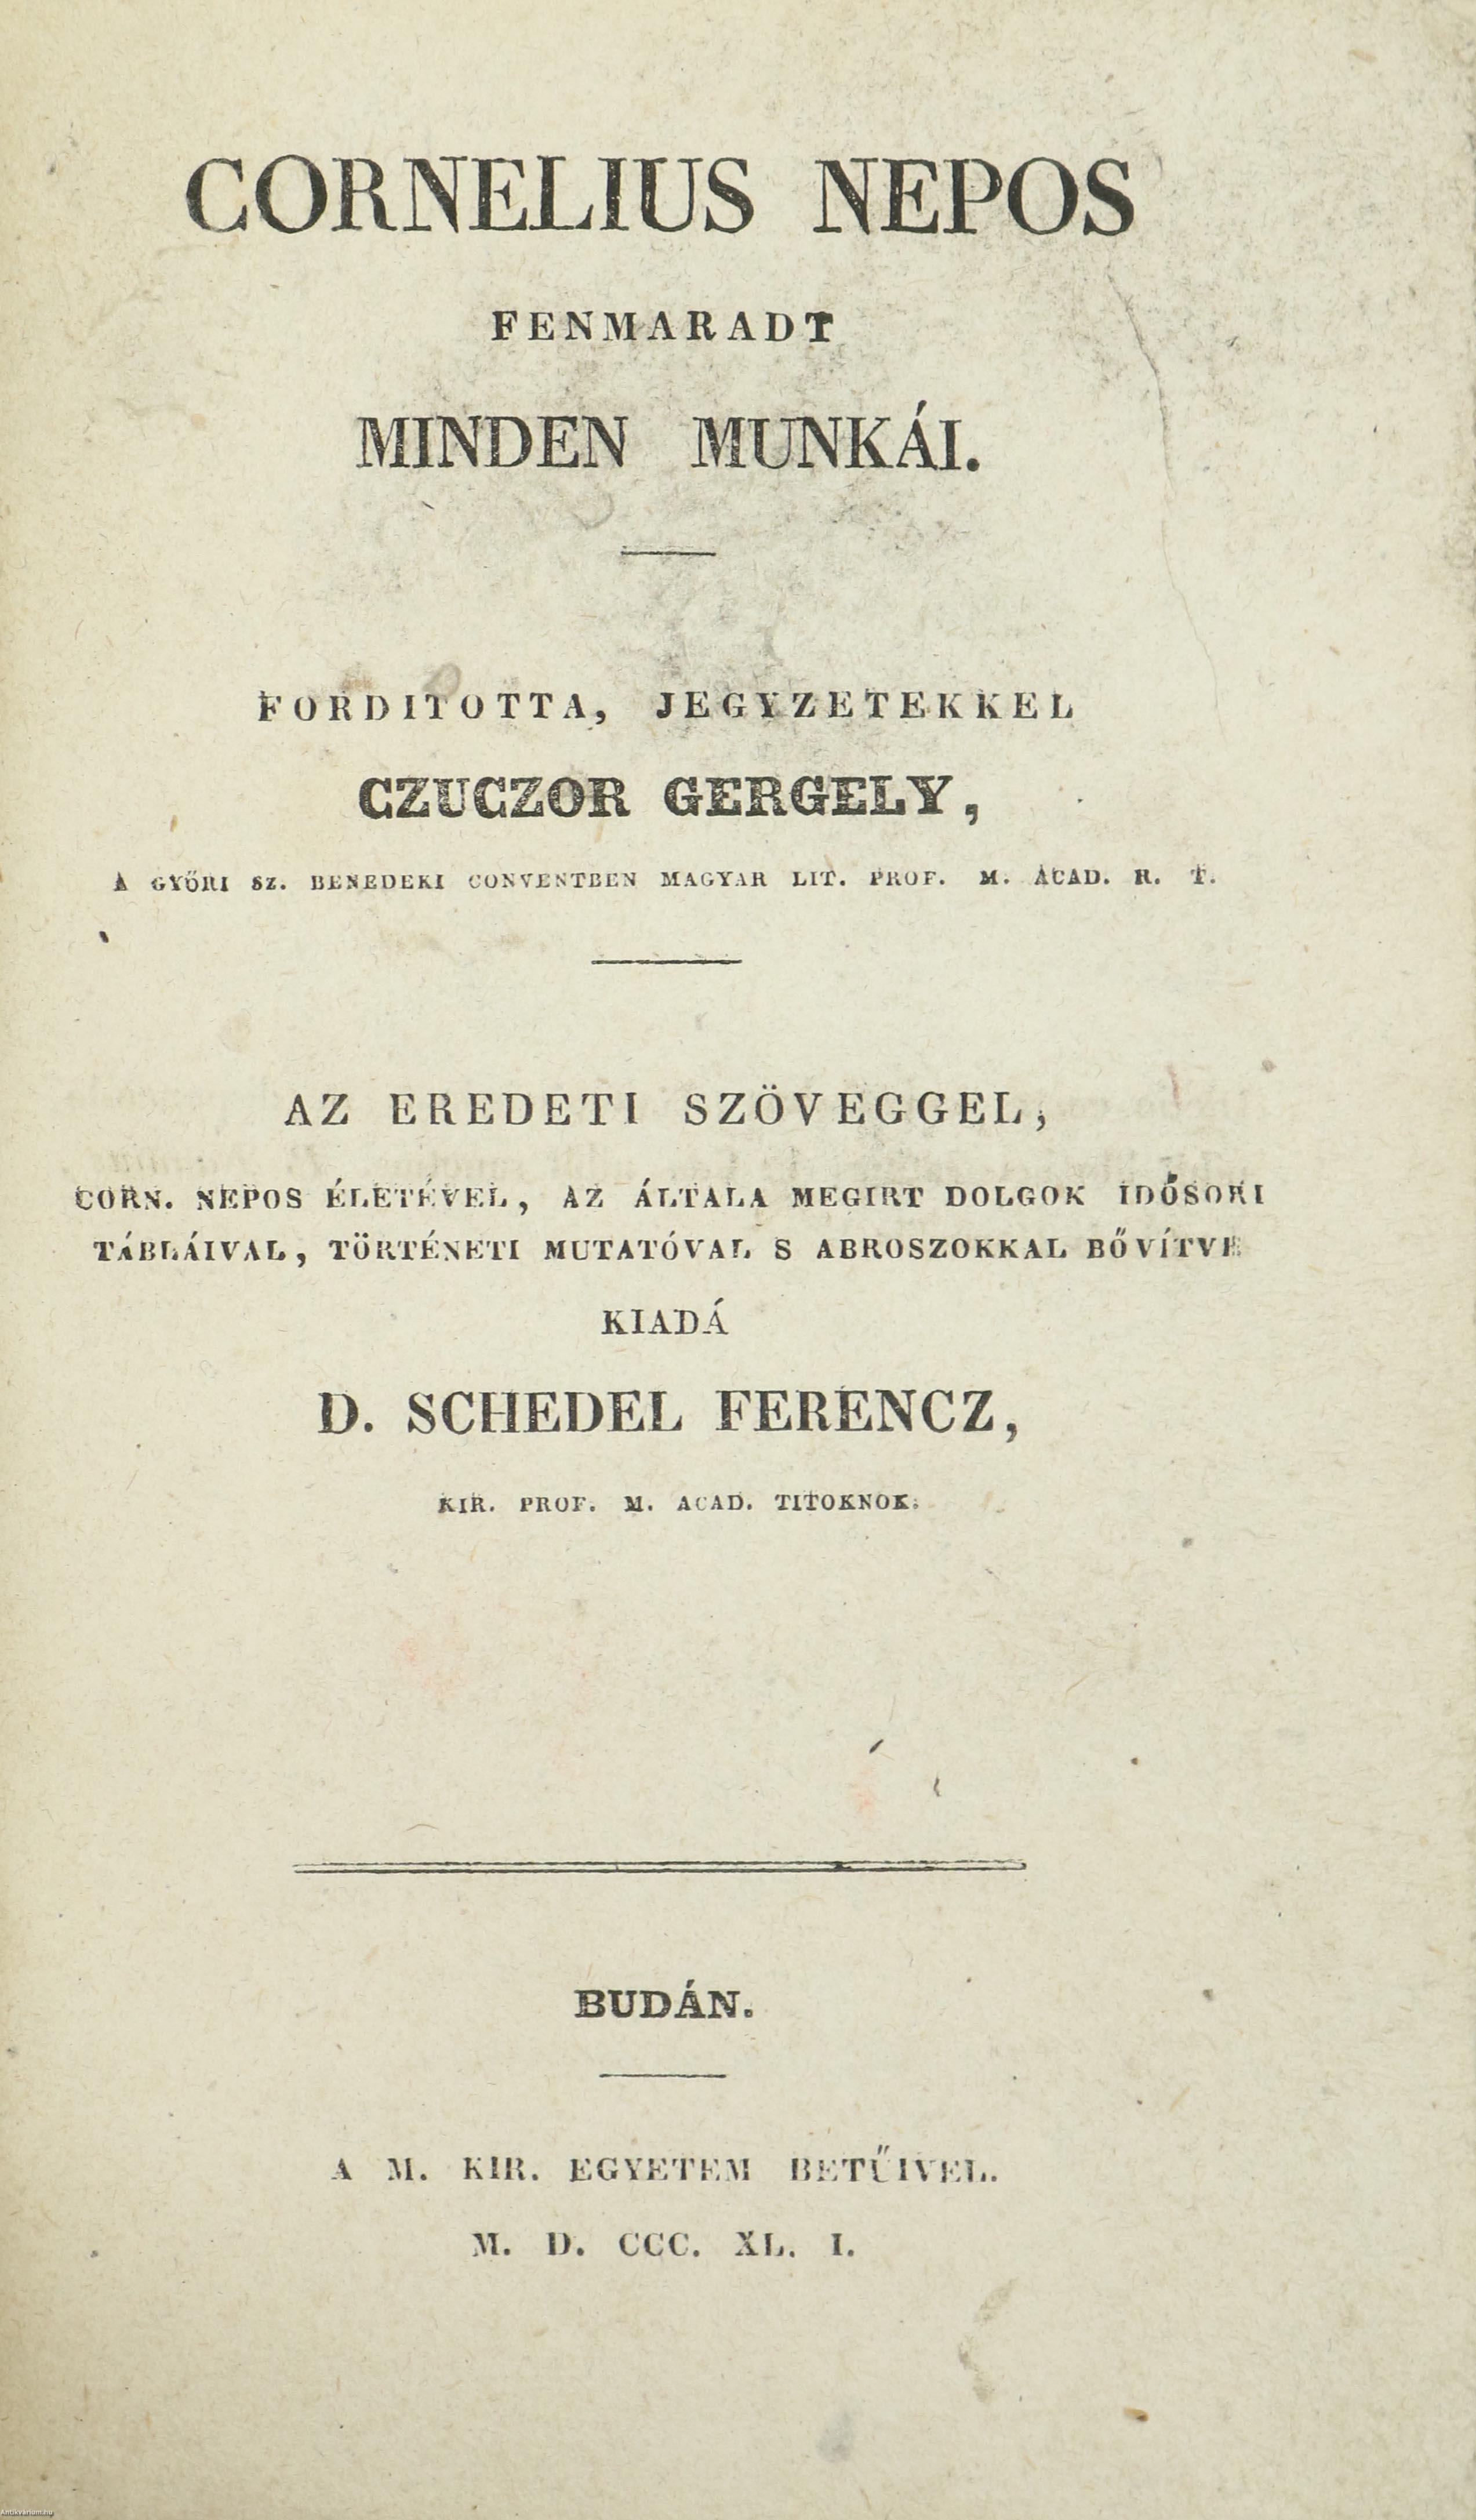 CORNELIUS NEPOS
FENMARADT
MINDEN MUNKÁI.
FORDITOTTA, JEGYZETEKKEL
CZUCZOR GERGELY,
A GYŐRI SZ. BENEDEKI CONVENTBEN MAGYAR LIT. PROF. M. ACAD. R. T.
AZ EREDETI SZÖVEGGEL,
CORN. NEPOS ÉLETÉVEL, AZ ÁLTALA MEGIRT DOLGOK IDŐSORI
TÁBLÁIVAL, TÖRTÉNETI MUTATÓVAL S ABROSZOKKAL BŐVÍTVE
KIADÁ
D. SCHEDEL FERENCZ,
KIR. PROF. M. ACAD. TITOKNOK.
BUDÁN.
A M. KIR. EGYETEM BETŰIVEL.
M. D. CCC. XL. I.
Antikvarium.hu